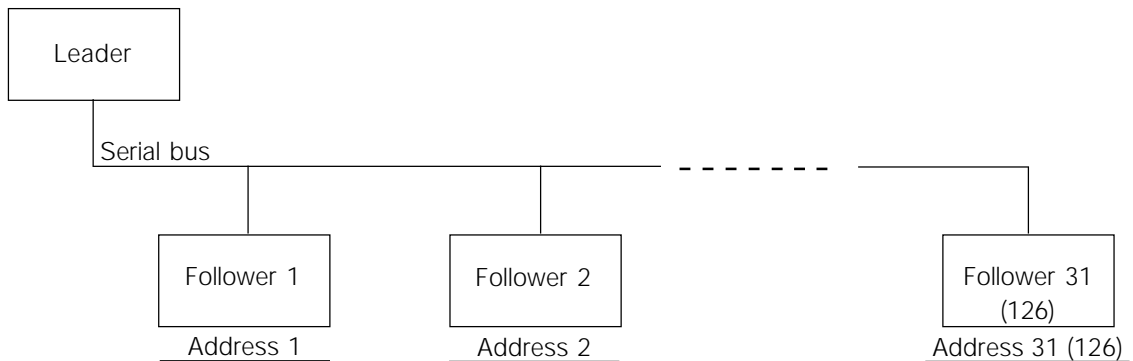 Leader
Serial bus
Follower 1
Follower 2
Follower 31
(126)
Address 1
Address 2
Address 31 (126)